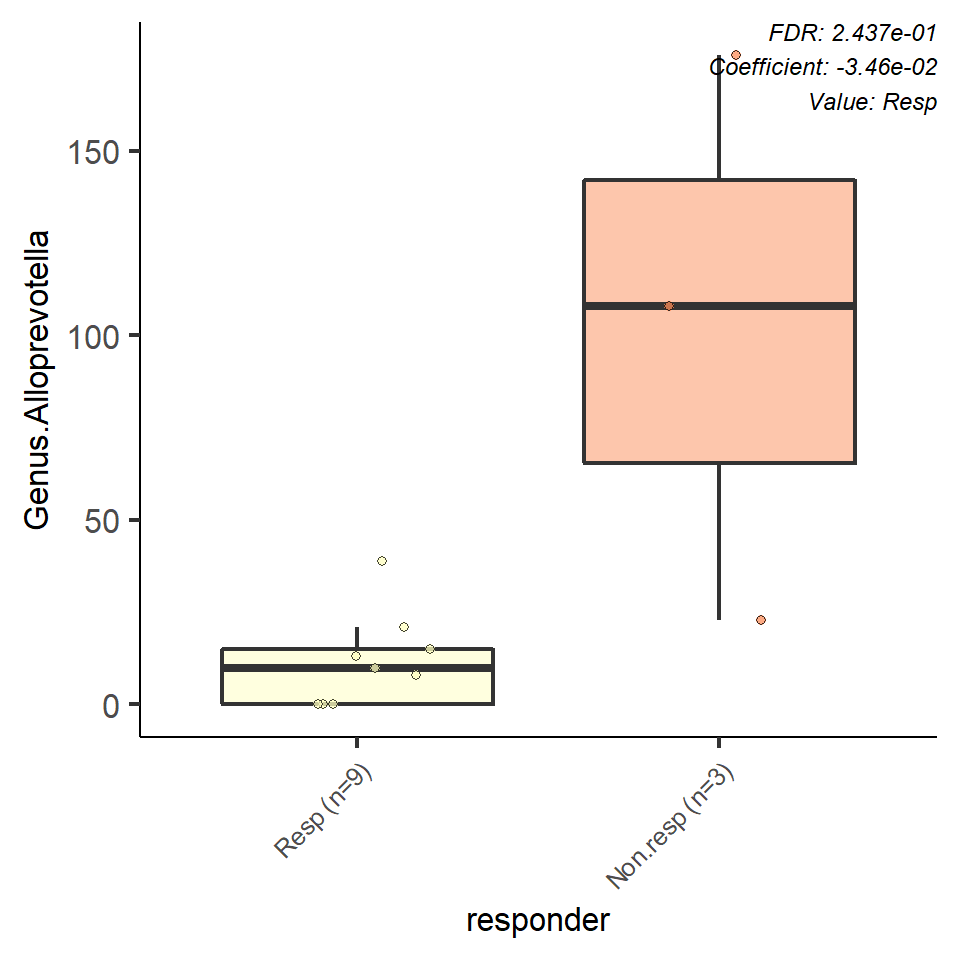 FDR: 2.437e-01
Coefficient: -3.46e-02
Value: Resp
150
100
50
0
Genus.Alloprevotella
Resp (n=9)
Non.resp (n=3)
responder